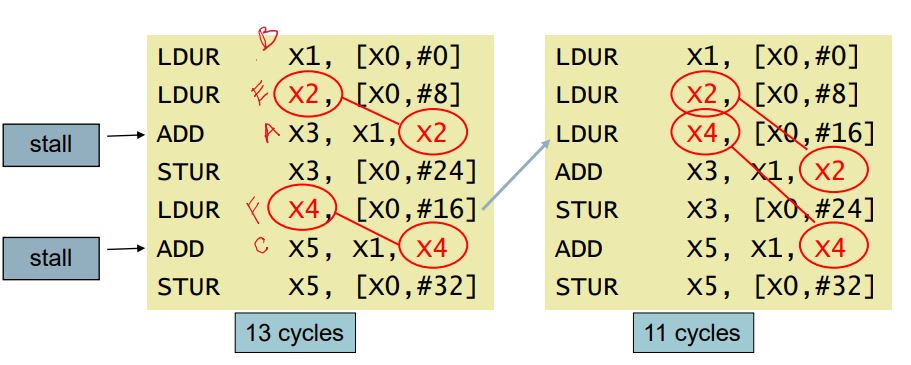 LDUR B X1, [X0,#0]
LDUR E X2, [X0,#8]
stall
ADD A X3, X1, X2
STUR X3, [X0,#24]
LDUR F X4, [X0,#16]
stall
ADD C X5, X1, X4
STUR X5, [X0,#32]
13 cycles
LDUR X1, [X0,#0]
LDUR X2, [X0,#8]
LDUR X4, [X0,#16]
ADD X3, X1, X2
STUR X3, [X0,#24]
ADD X5, X1, X4
STUR X5, [X0,#32]
11 cycles